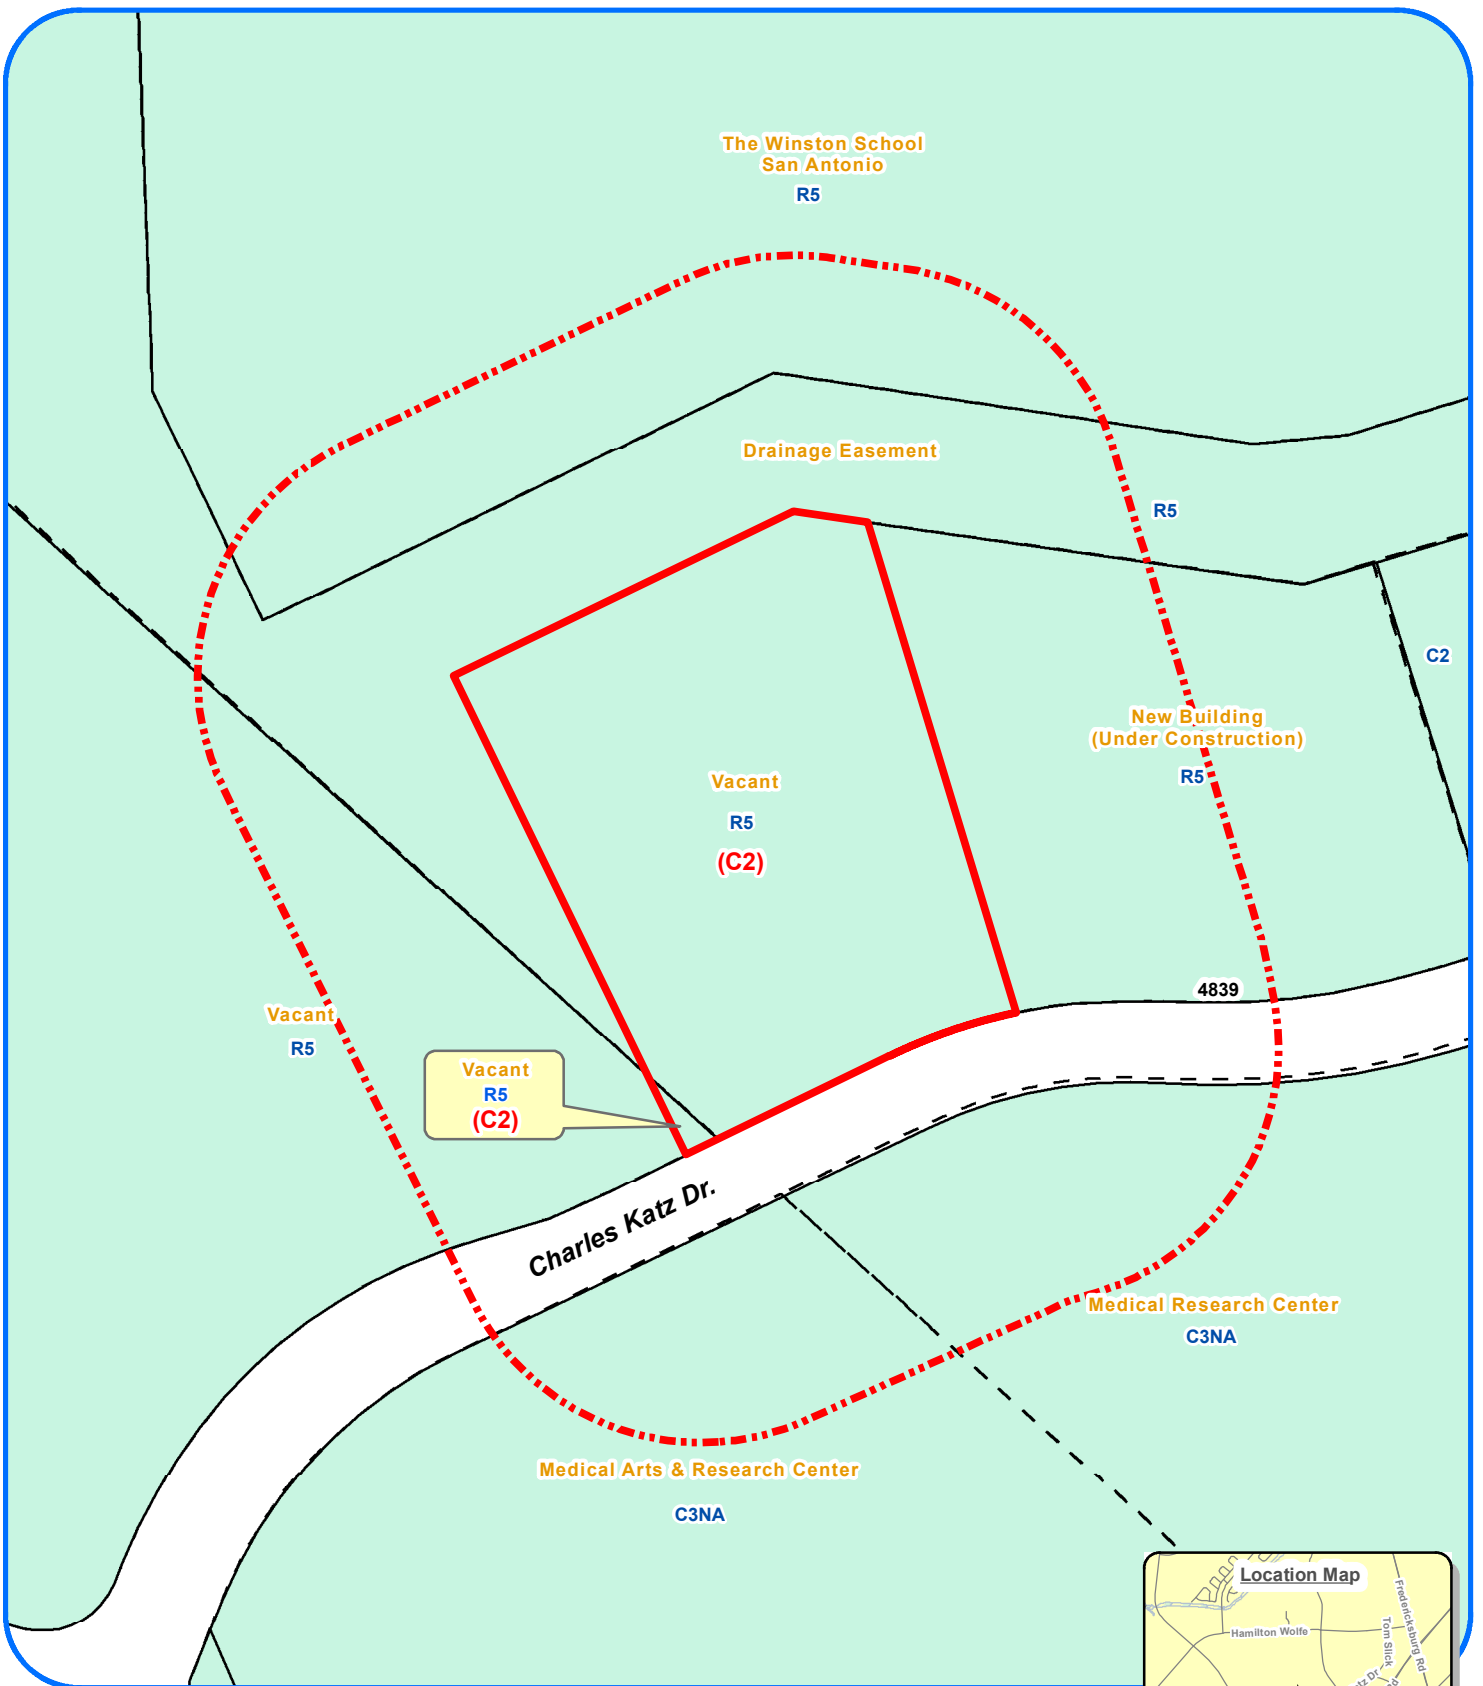 The Winston School
San Antonio
R5
Drainage Easement
R5
C2
New Building
(Under Construction)
R5
Vacant
R5
(C2)
4839
Vacant
R5
Vacant
R5
(C2)
Charles Katz Dr.
Medical Research Center
C3NA
Medical Arts & Research Center
C3NA
Location Map
Fredericksburg Rd
Tom Slick
Hamilton Wolfe